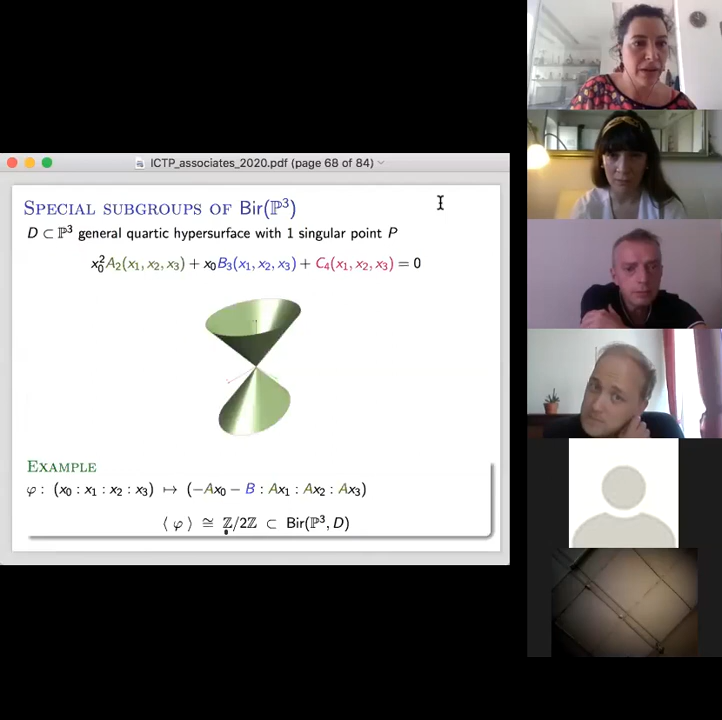 ICTP_associates_2020.pdf (page 68 of 84)
SPECIAL SUBGROUPS OF Bir(ℙ³)
D ⊂ ℙ³ general quartic hypersurface with 1 singular point P
x₀²A₂(x₁, x₂, x₃) + x₀B₃(x₁, x₂, x₃) + C₄(x₁, x₂, x₃) = 0
EXAMPLE
φ : (x₀ : x₁ : x₂ : x₃) ↦ (−Ax₀ − B : Ax₁ : Ax₂ : Ax₃)
⟨ φ ⟩ ≅ ℤ/2ℤ ⊂ Bir(ℙ³, D)